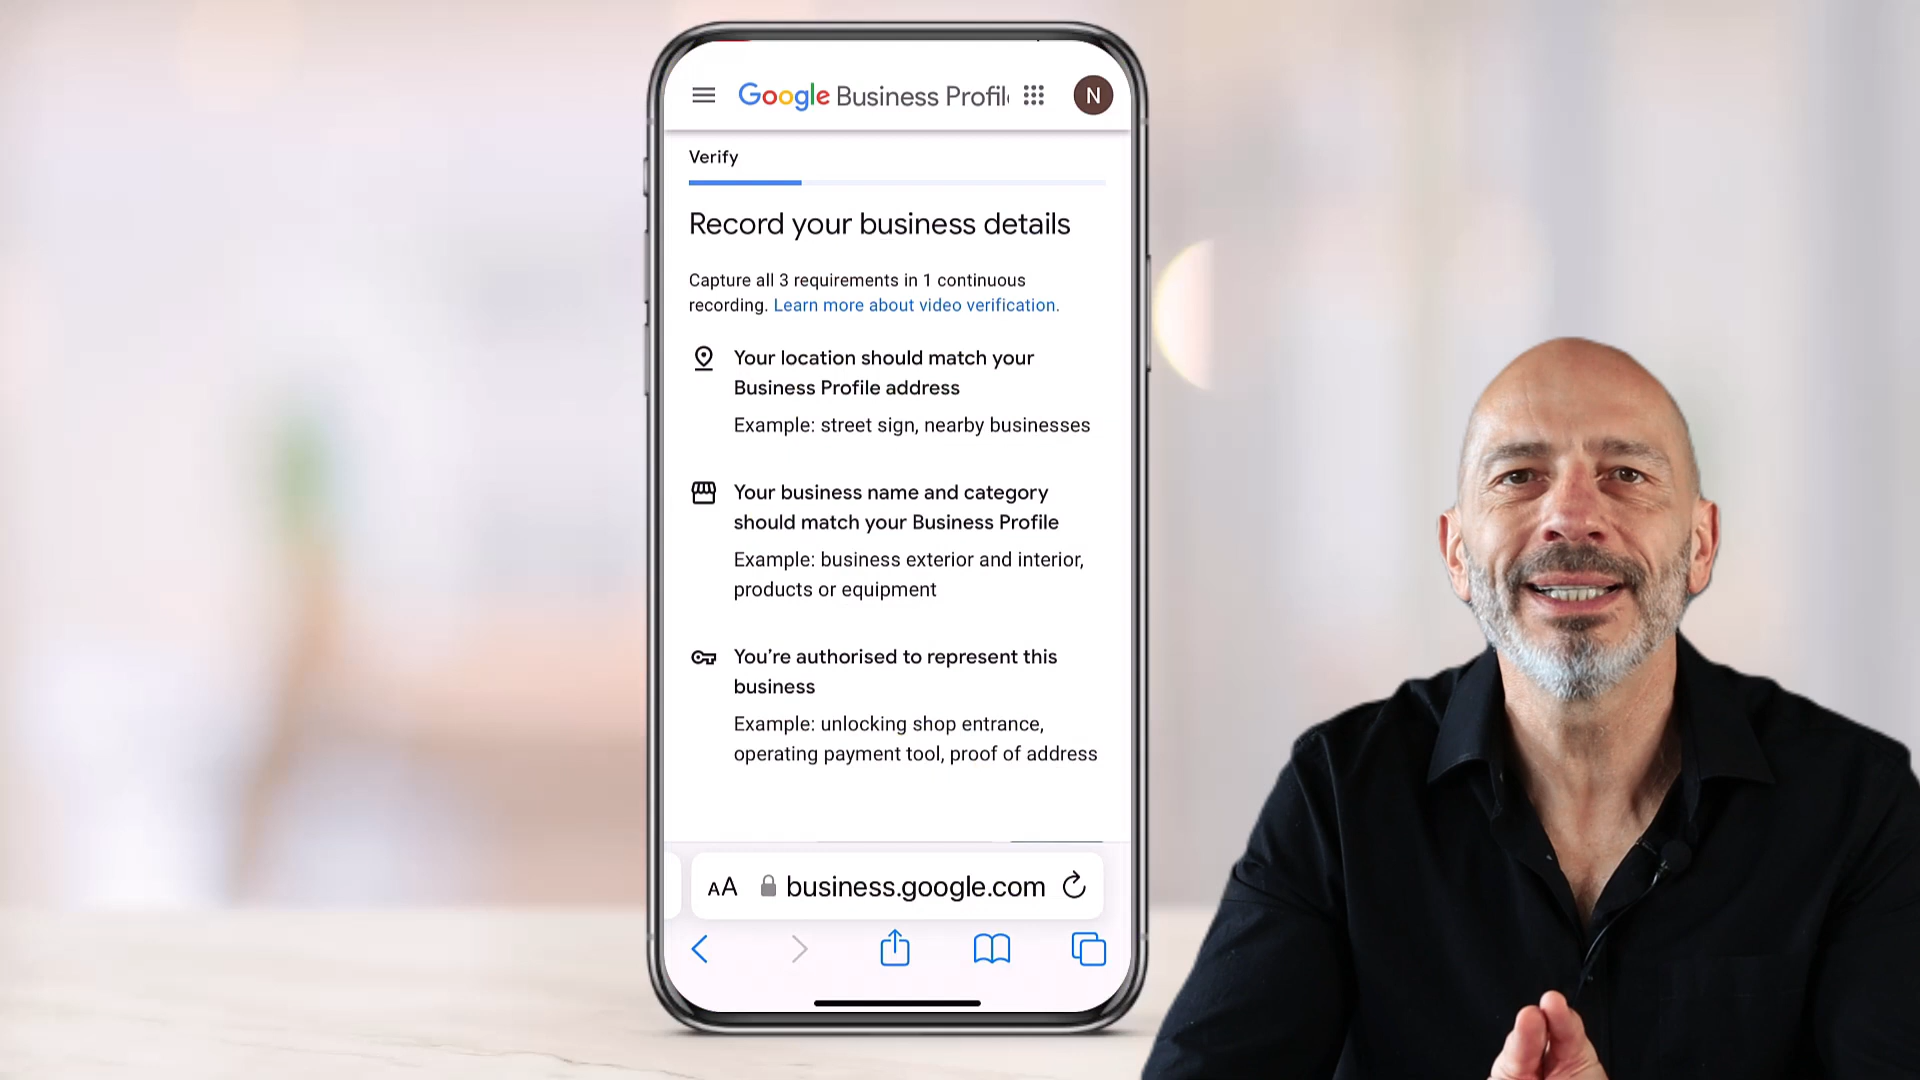 Google Business Profil
N
Verify
Record your business details
Capture all 3 requirements in 1 continuous
recording. Learn more about video verification.
Your location should match your
Business Profile address
Example: street sign, nearby businesses
Your business name and category
should match your Business Profile
Example: business exterior and interior,
products or equipment
You’re authorised to represent this
business
Example: unlocking shop entrance,
operating payment tool, proof of address
AA business.google.com